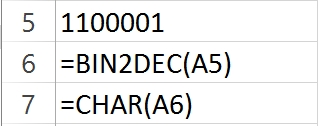 5 1100001
6 =BIN2DEC(A5)
7 =CHAR(A6)